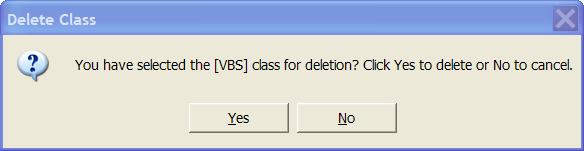 Delete Class
You have selected the [VBS] class for deletion? Click Yes to delete or No to cancel.
Yes No